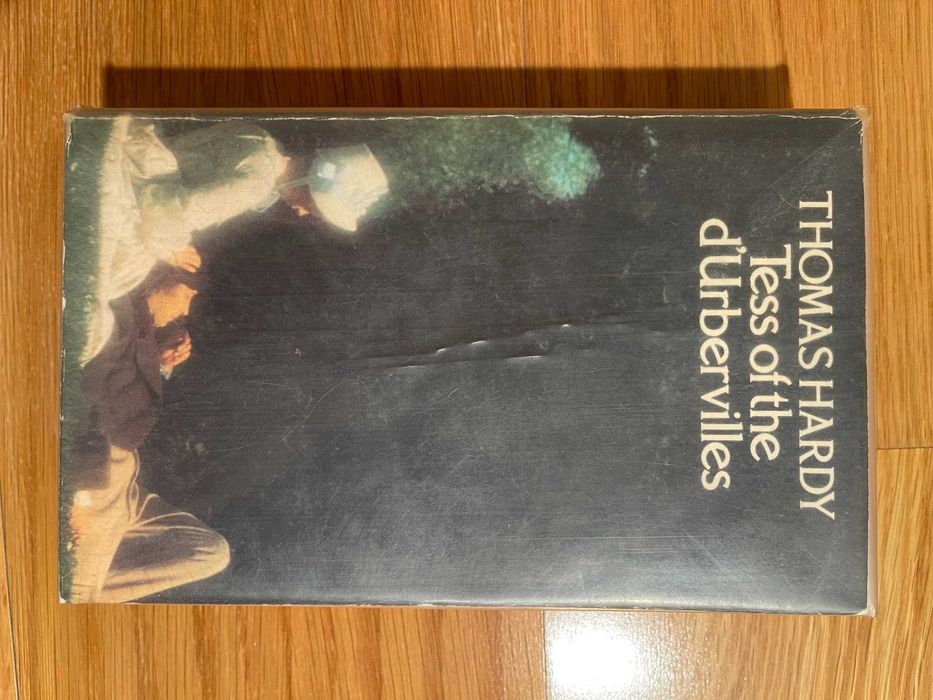 THOMAS HARDY
Tess of the
d'Urbervilles